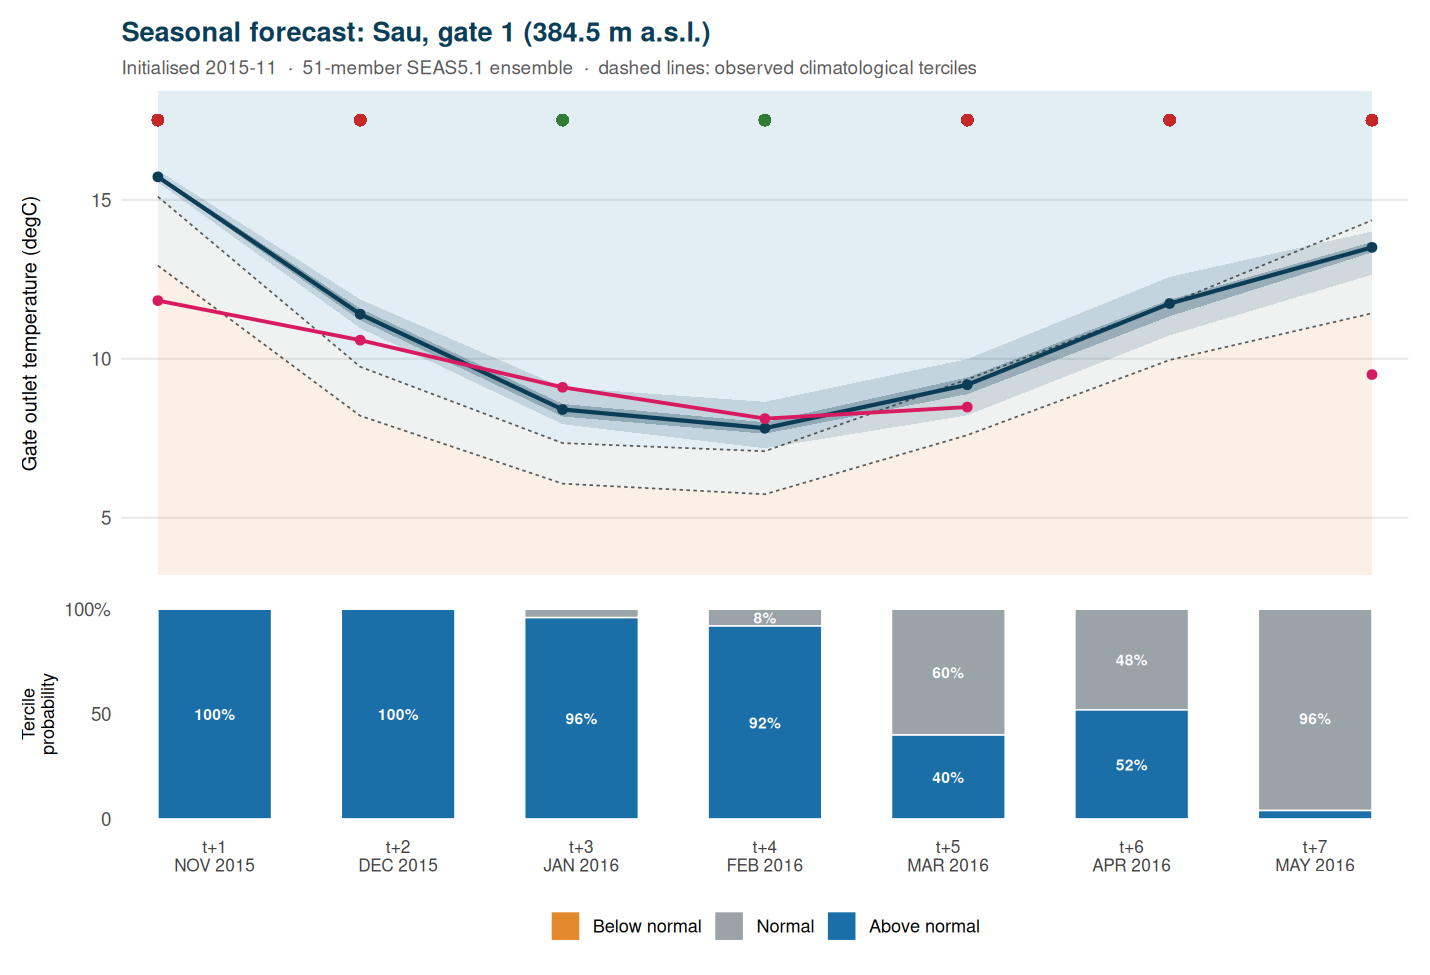 Seasonal forecast: Sau, gate 1 (384.5 m a.s.l.)
Initialised 2015-11 · 51-member SEAS5.1 ensemble · dashed lines: observed climatological terciles
Gate outlet temperature (degC)
15
10
5
Tercile
probability
100%
50
0
100%
100%
96%
8%
92%
60%
40%
48%
52%
96%
t+1
NOV 2015
t+2
DEC 2015
t+3
JAN 2016
t+4
FEB 2016
t+5
MAR 2016
t+6
APR 2016
t+7
MAY 2016
Below normal
Normal
Above normal